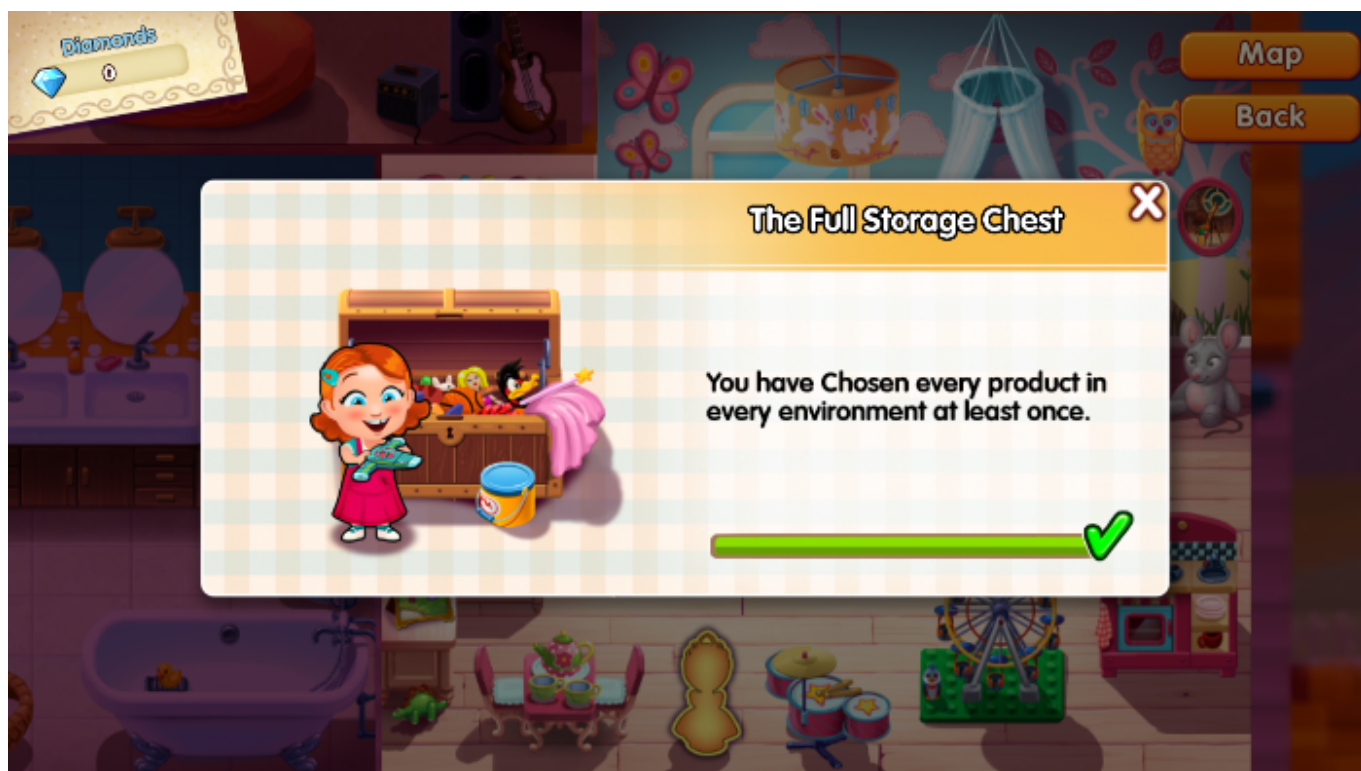 Diamonds
0
Map
Back
The Full Storage Chest
You have Chosen every product in
every environment at least once.